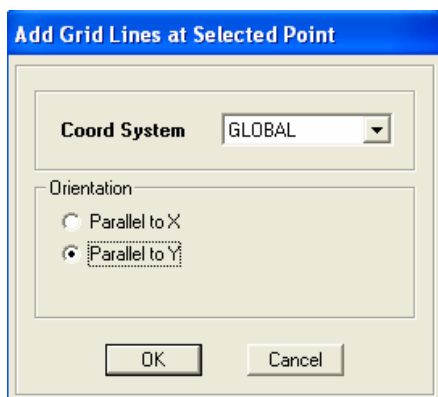 Add Grid Lines at Selected Point
Coord System GLOBAL
Orientation
Parallel to X
Parallel to Y
OK Cancel